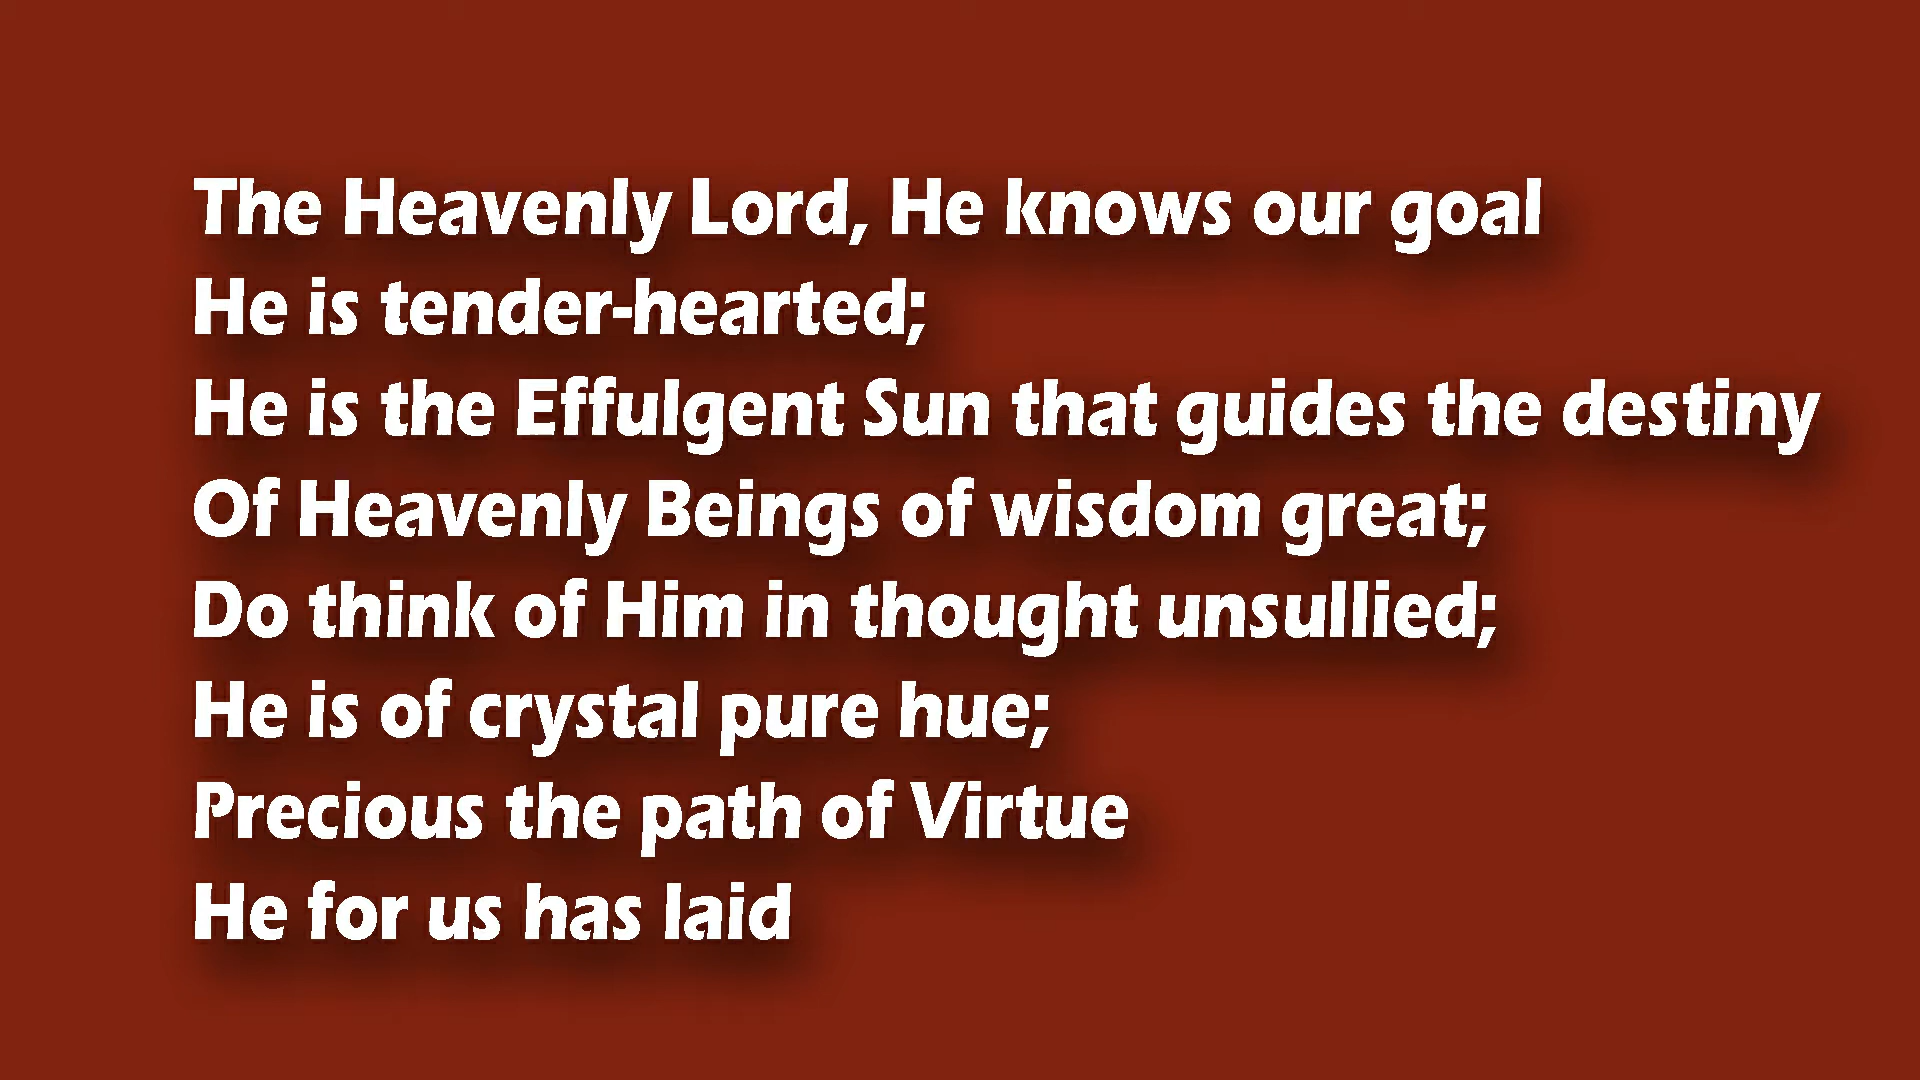 The Heavenly Lord, He knows our goal
He is tender-hearted;
He is the Effulgent Sun that guides the destiny
Of Heavenly Beings of wisdom great;
Do think of Him in thought unsullied;
He is of crystal pure hue;
Precious the path of Virtue
He for us has laid